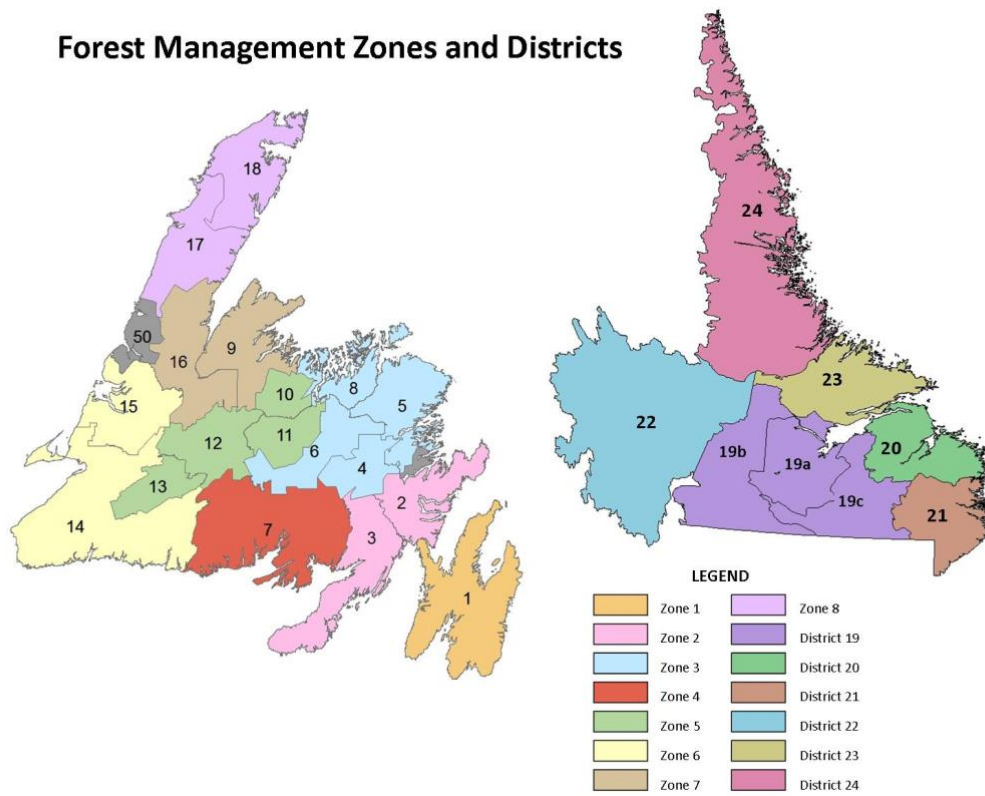 Forest Management Zones and Districts
18
17
50
16
9
15
10
8
5
12
11
6
4
13
2
14
7
3
1
24
23
22
20
19b
19a
19c
21
LEGEND
Zone 1
Zone 2
Zone 3
Zone 4
Zone 5
Zone 6
Zone 7
Zone 8
District 19
District 20
District 21
District 22
District 23
District 24